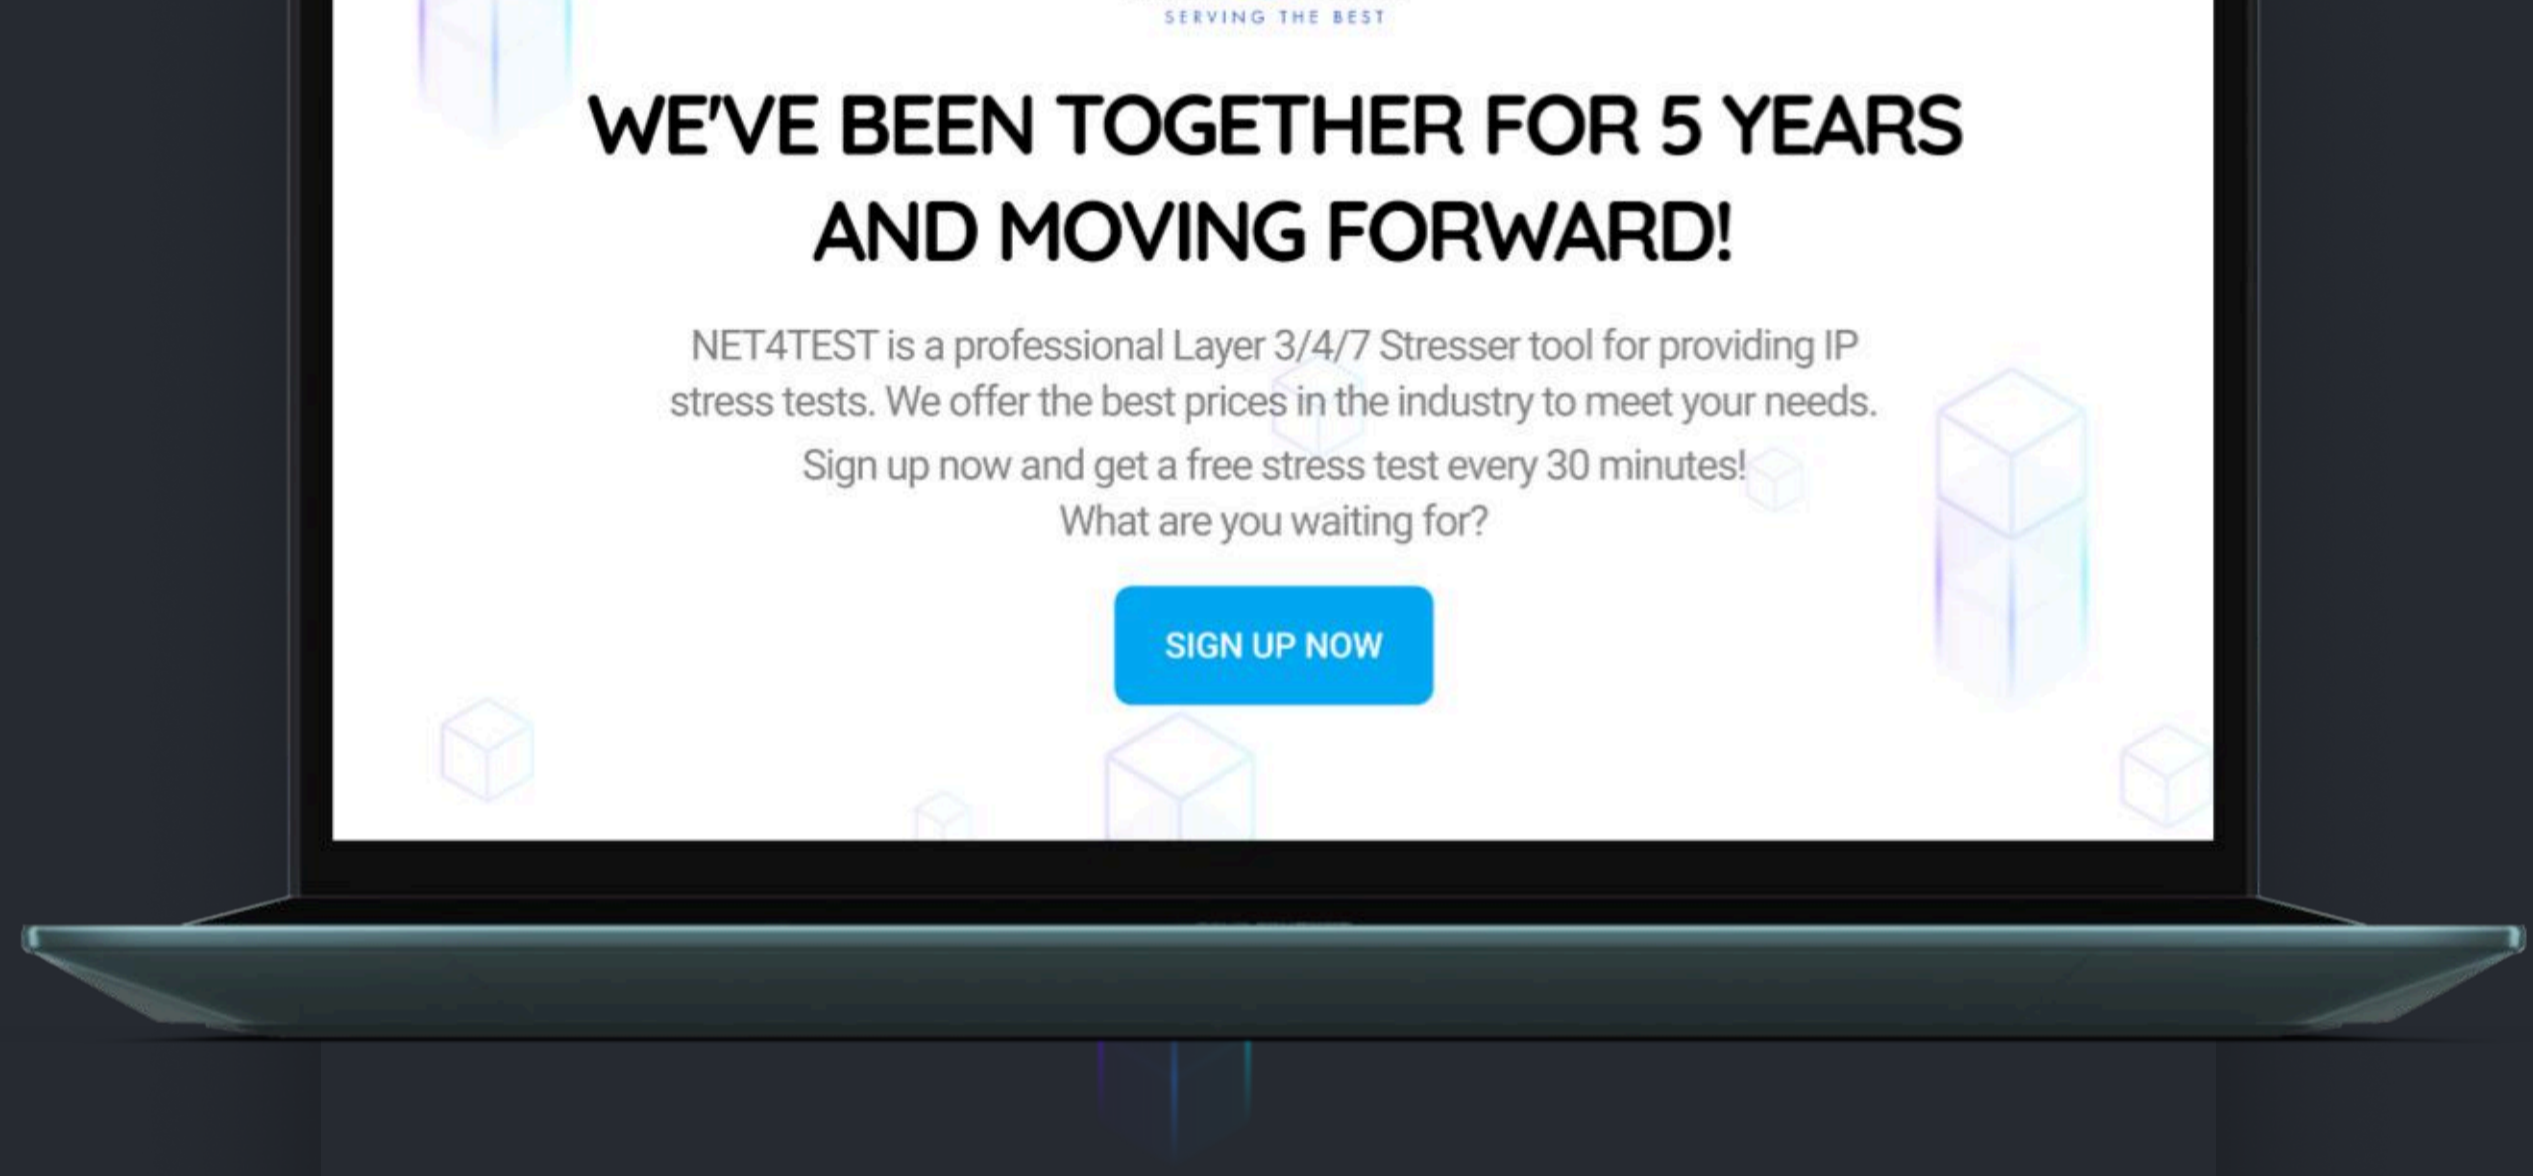 SERVING THE BEST
WE'VE BEEN TOGETHER FOR 5 YEARS
AND MOVING FORWARD!
NET4TEST is a professional Layer 3/4/7 Stresser tool for providing IP
stress tests. We offer the best prices in the industry to meet your needs.
Sign up now and get a free stress test every 30 minutes!
What are you waiting for?
SIGN UP NOW